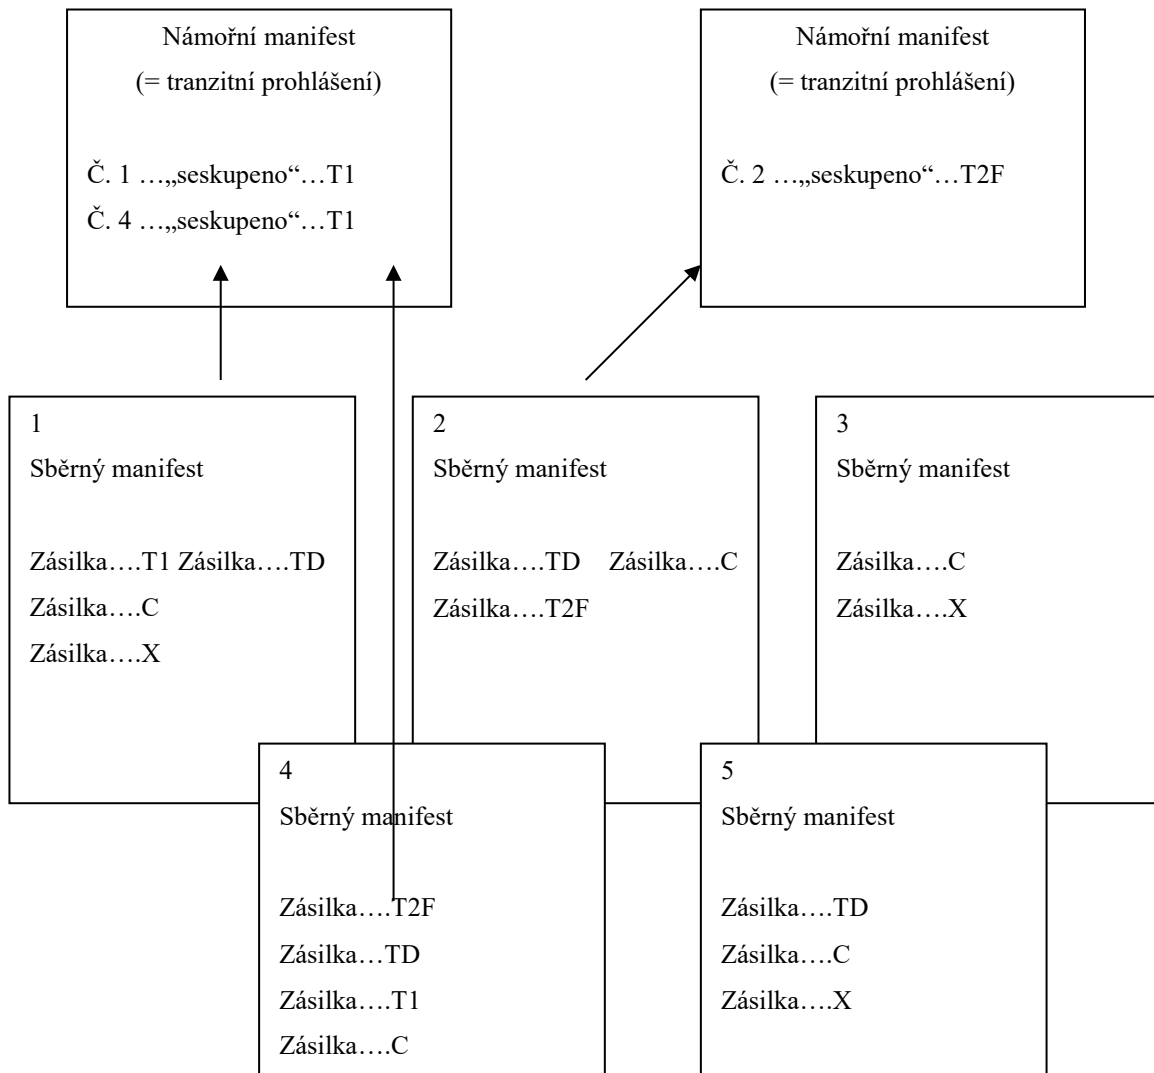 Námořní manifest
(= tranzitní prohlášení)
Č. 1 …„seskupeno“…T1
Č. 4 …„seskupeno“…T1
Námořní manifest
(= tranzitní prohlášení)
Č. 2 …„seskupeno“…T2F
1
Sběrný manifest
Zásilka….T1 Zásilka….TD
Zásilka….C
Zásilka….X
2
Sběrný manifest
Zásilka….TD Zásilka….C
Zásilka….T2F
3
Sběrný manifest
Zásilka….C
Zásilka….X
4
Sběrný manifest
Zásilka….T2F
Zásilka…TD
Zásilka….T1
Zásilka….C
5
Sběrný manifest
Zásilka….TD
Zásilka….C
Zásilka….X